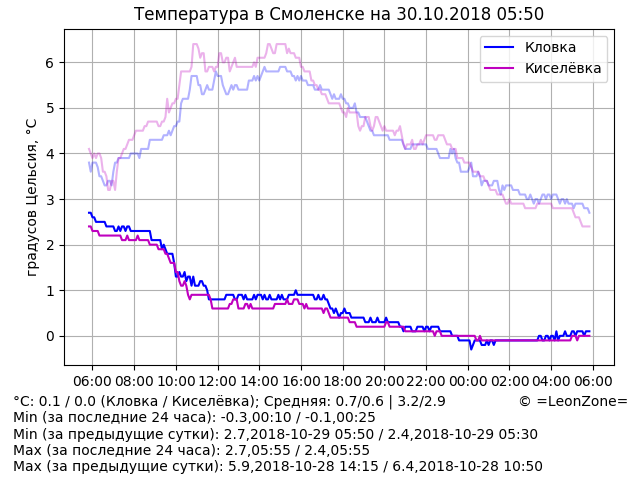 Температура в Смоленске на 30.10.2018 05:50
Кловка
Киселёвка
градусов Цельсия, °C
6
5
4
3
2
1
0
06:00 08:00 10:00 12:00 14:00 16:00 18:00 20:00 22:00 00:00 02:00 04:00 06:00
°C: 0.1 / 0.0 (Кловка / Киселёвка); Средняя: 0.7/0.6 | 3.2/2.9 © =LeonZone=
Min (за последние 24 часа): -0.3,00:10 / -0.1,00:25
Min (за предыдущие сутки): 2.7,2018-10-29 05:50 / 2.4,2018-10-29 05:30
Max (за последние 24 часа): 2.7,05:55 / 2.4,05:55
Max (за предыдущие сутки): 5.9,2018-10-28 14:15 / 6.4,2018-10-28 10:50